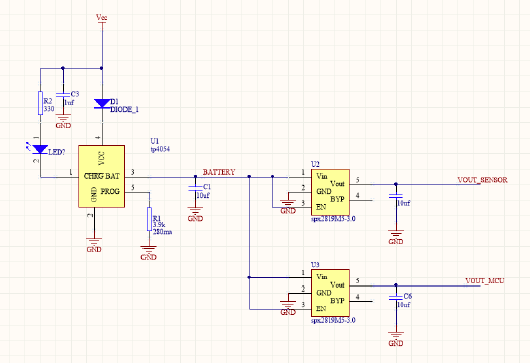 Vcc
R2
330
C3
1uf
GND
D1
DIODE_1
LED?
1
2
4
U1
tp4054
VCC
1
CHRG
BAT
3
PROG
5
GND
2
GND
R1
3.9k
280ms
GND
BATTERY
C1
10uf
GND
U2
1
Vin
2
GND
3
EN
Vout
5
BYP
4
GND
spx2819M5-3.0
VOUT_SENSOR
10uf
GND
U3
1
Vin
2
GND
3
EN
Vout
5
BYP
4
GND
spx2819M5-3.0
VOUT_MCU
C6
10uf
GND